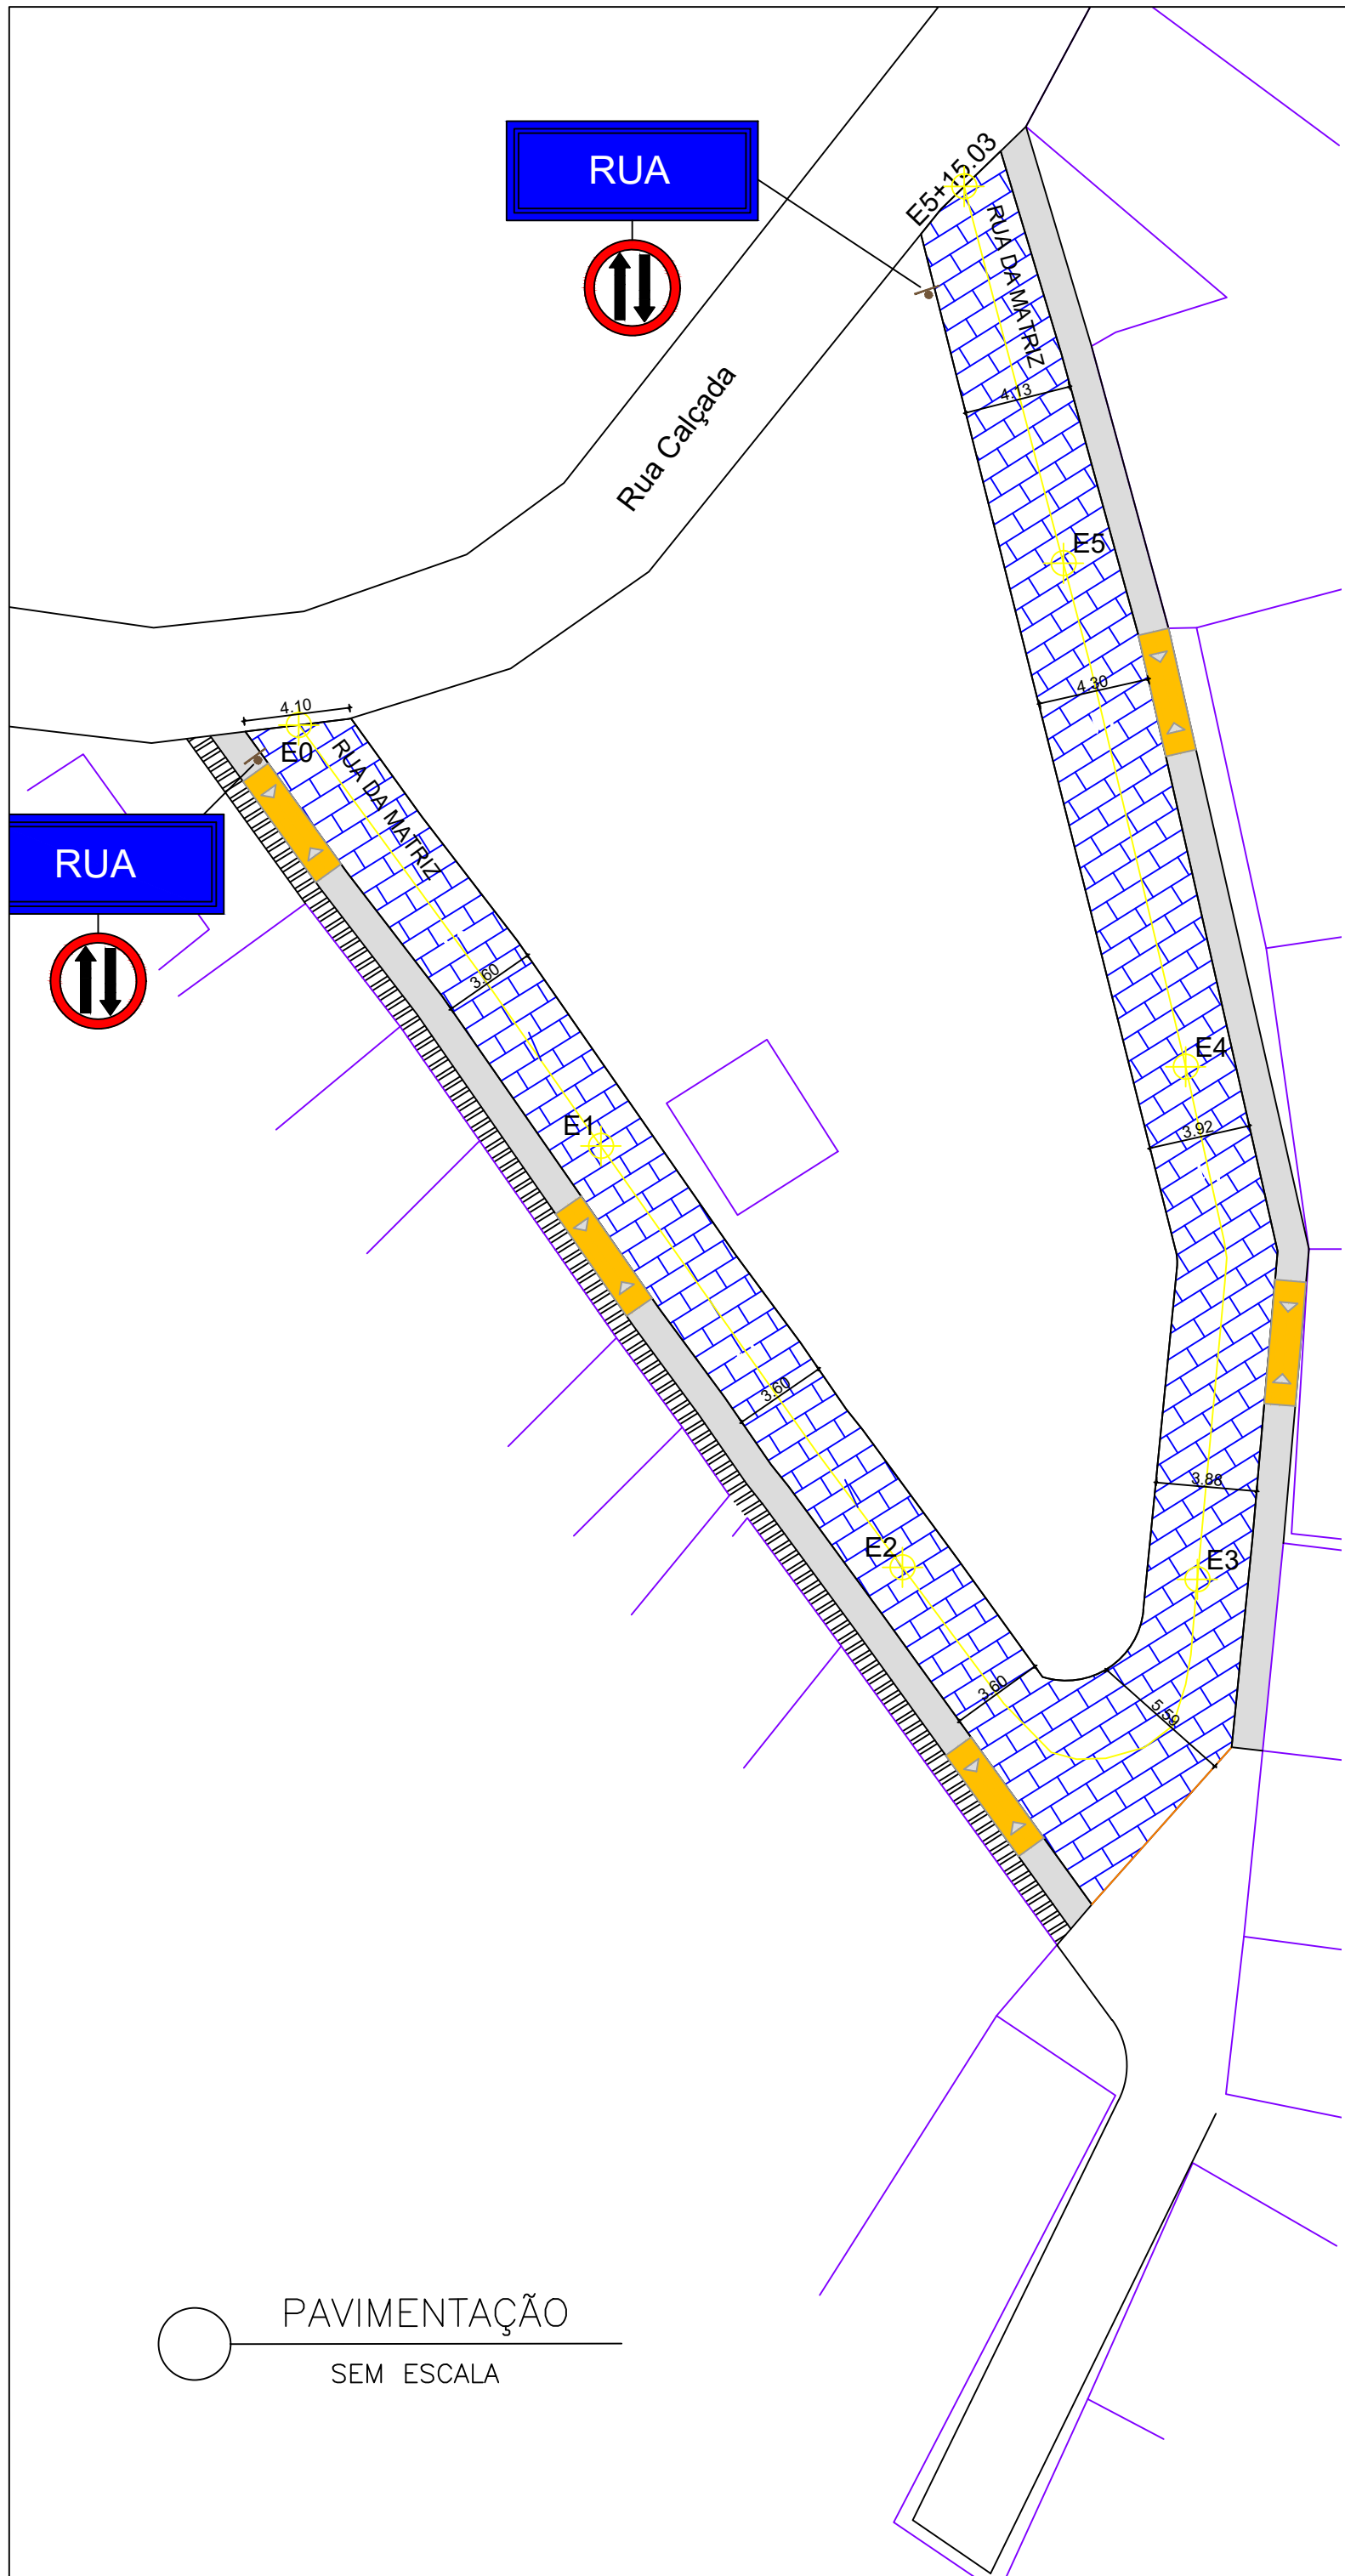 RUA
E5+15.03
RUA DA MATRIZ
4.13
Rua Calçada
E5
4.30
4.10
E0
RUA DA MATRIZ
RUA
3.60
E4
3.92
E1
3.60
3.88
E2
E3
3.60
5.59
PAVIMENTAÇÃO
SEM ESCALA